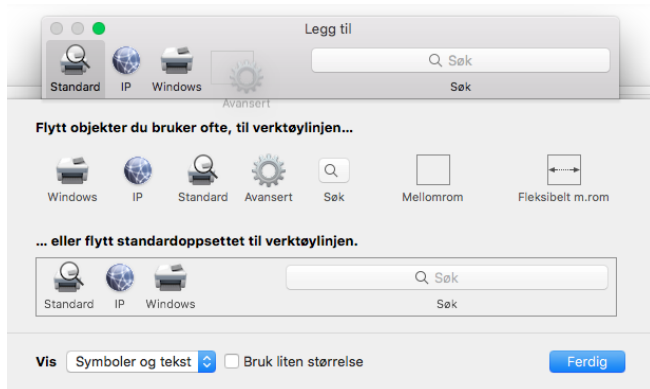 Legg til
Søk
Standard IP Windows Avansert Søk
Flytt objekter du bruker ofte, til verktøylinjen...
Søk
Windows IP Standard Avansert Søk Mellomrom Fleksibelt m.rom
... eller flytt standardoppsettet til verktøylinjen.
Søk
Standard IP Windows Søk
Vis Symboler og tekst Bruk liten størrelse Ferdig